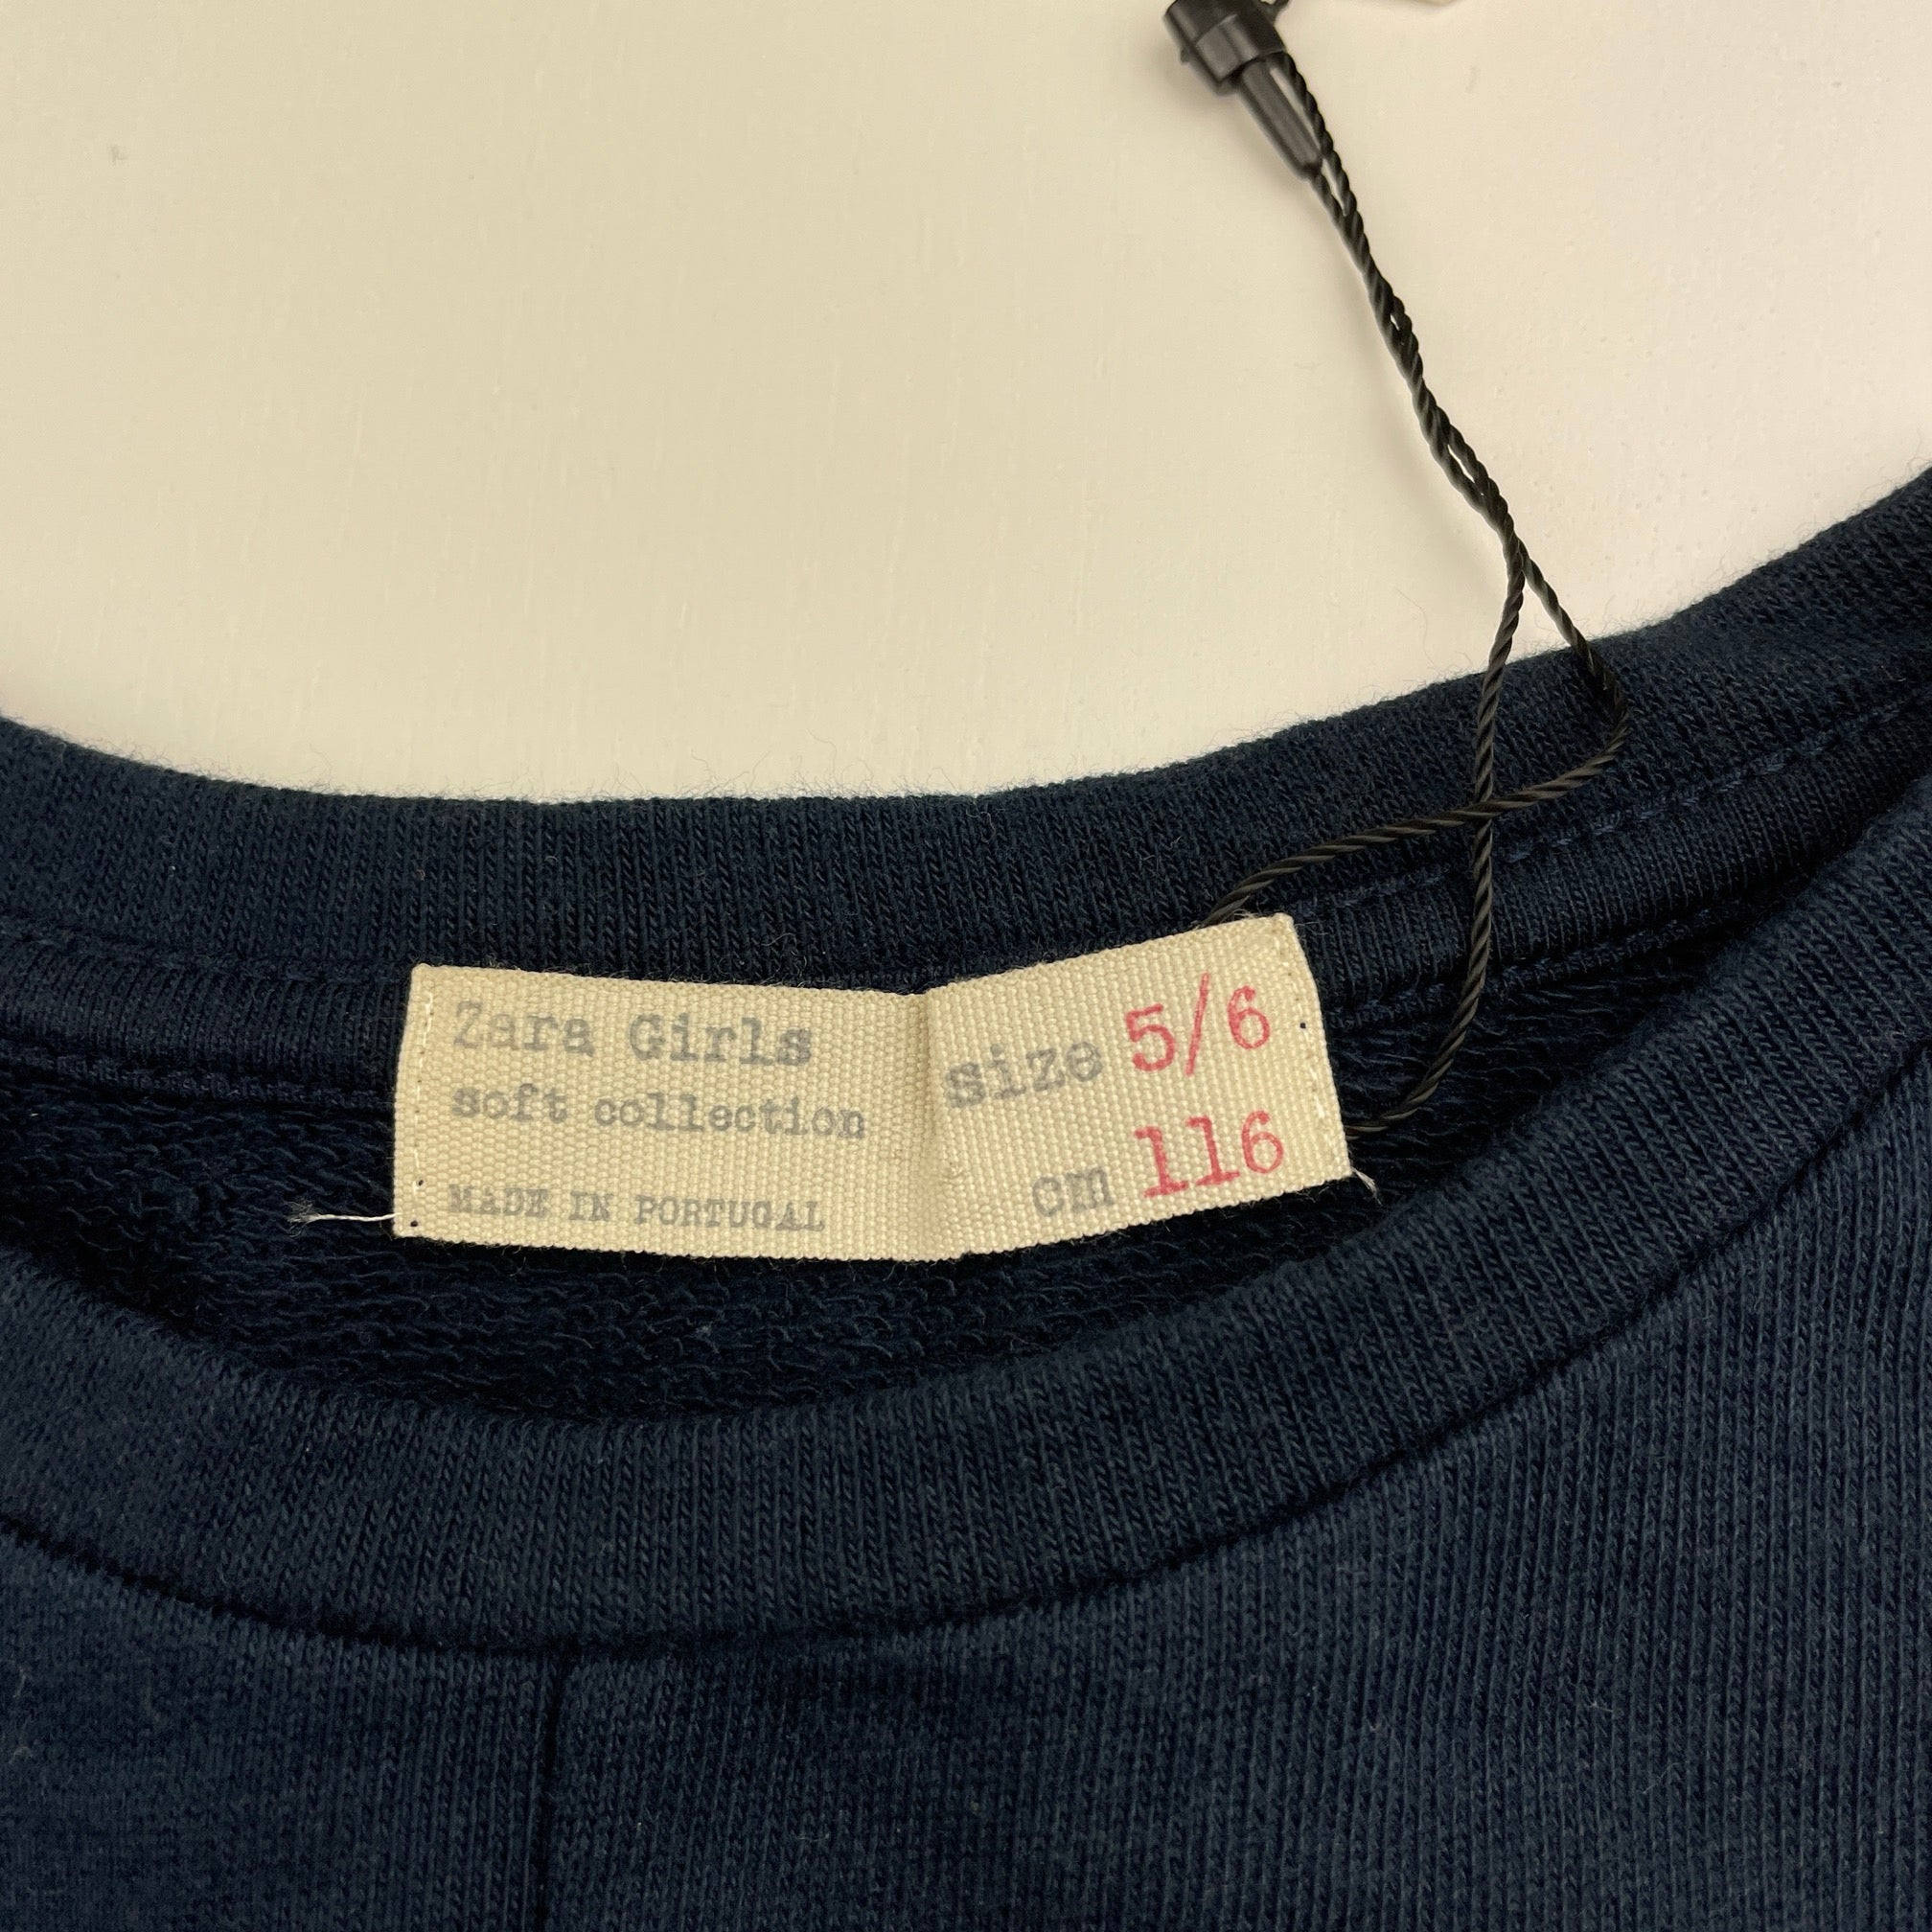 Zara Girls
soft collection
MADE IN PORTUGAL
size 5/6
cm 116